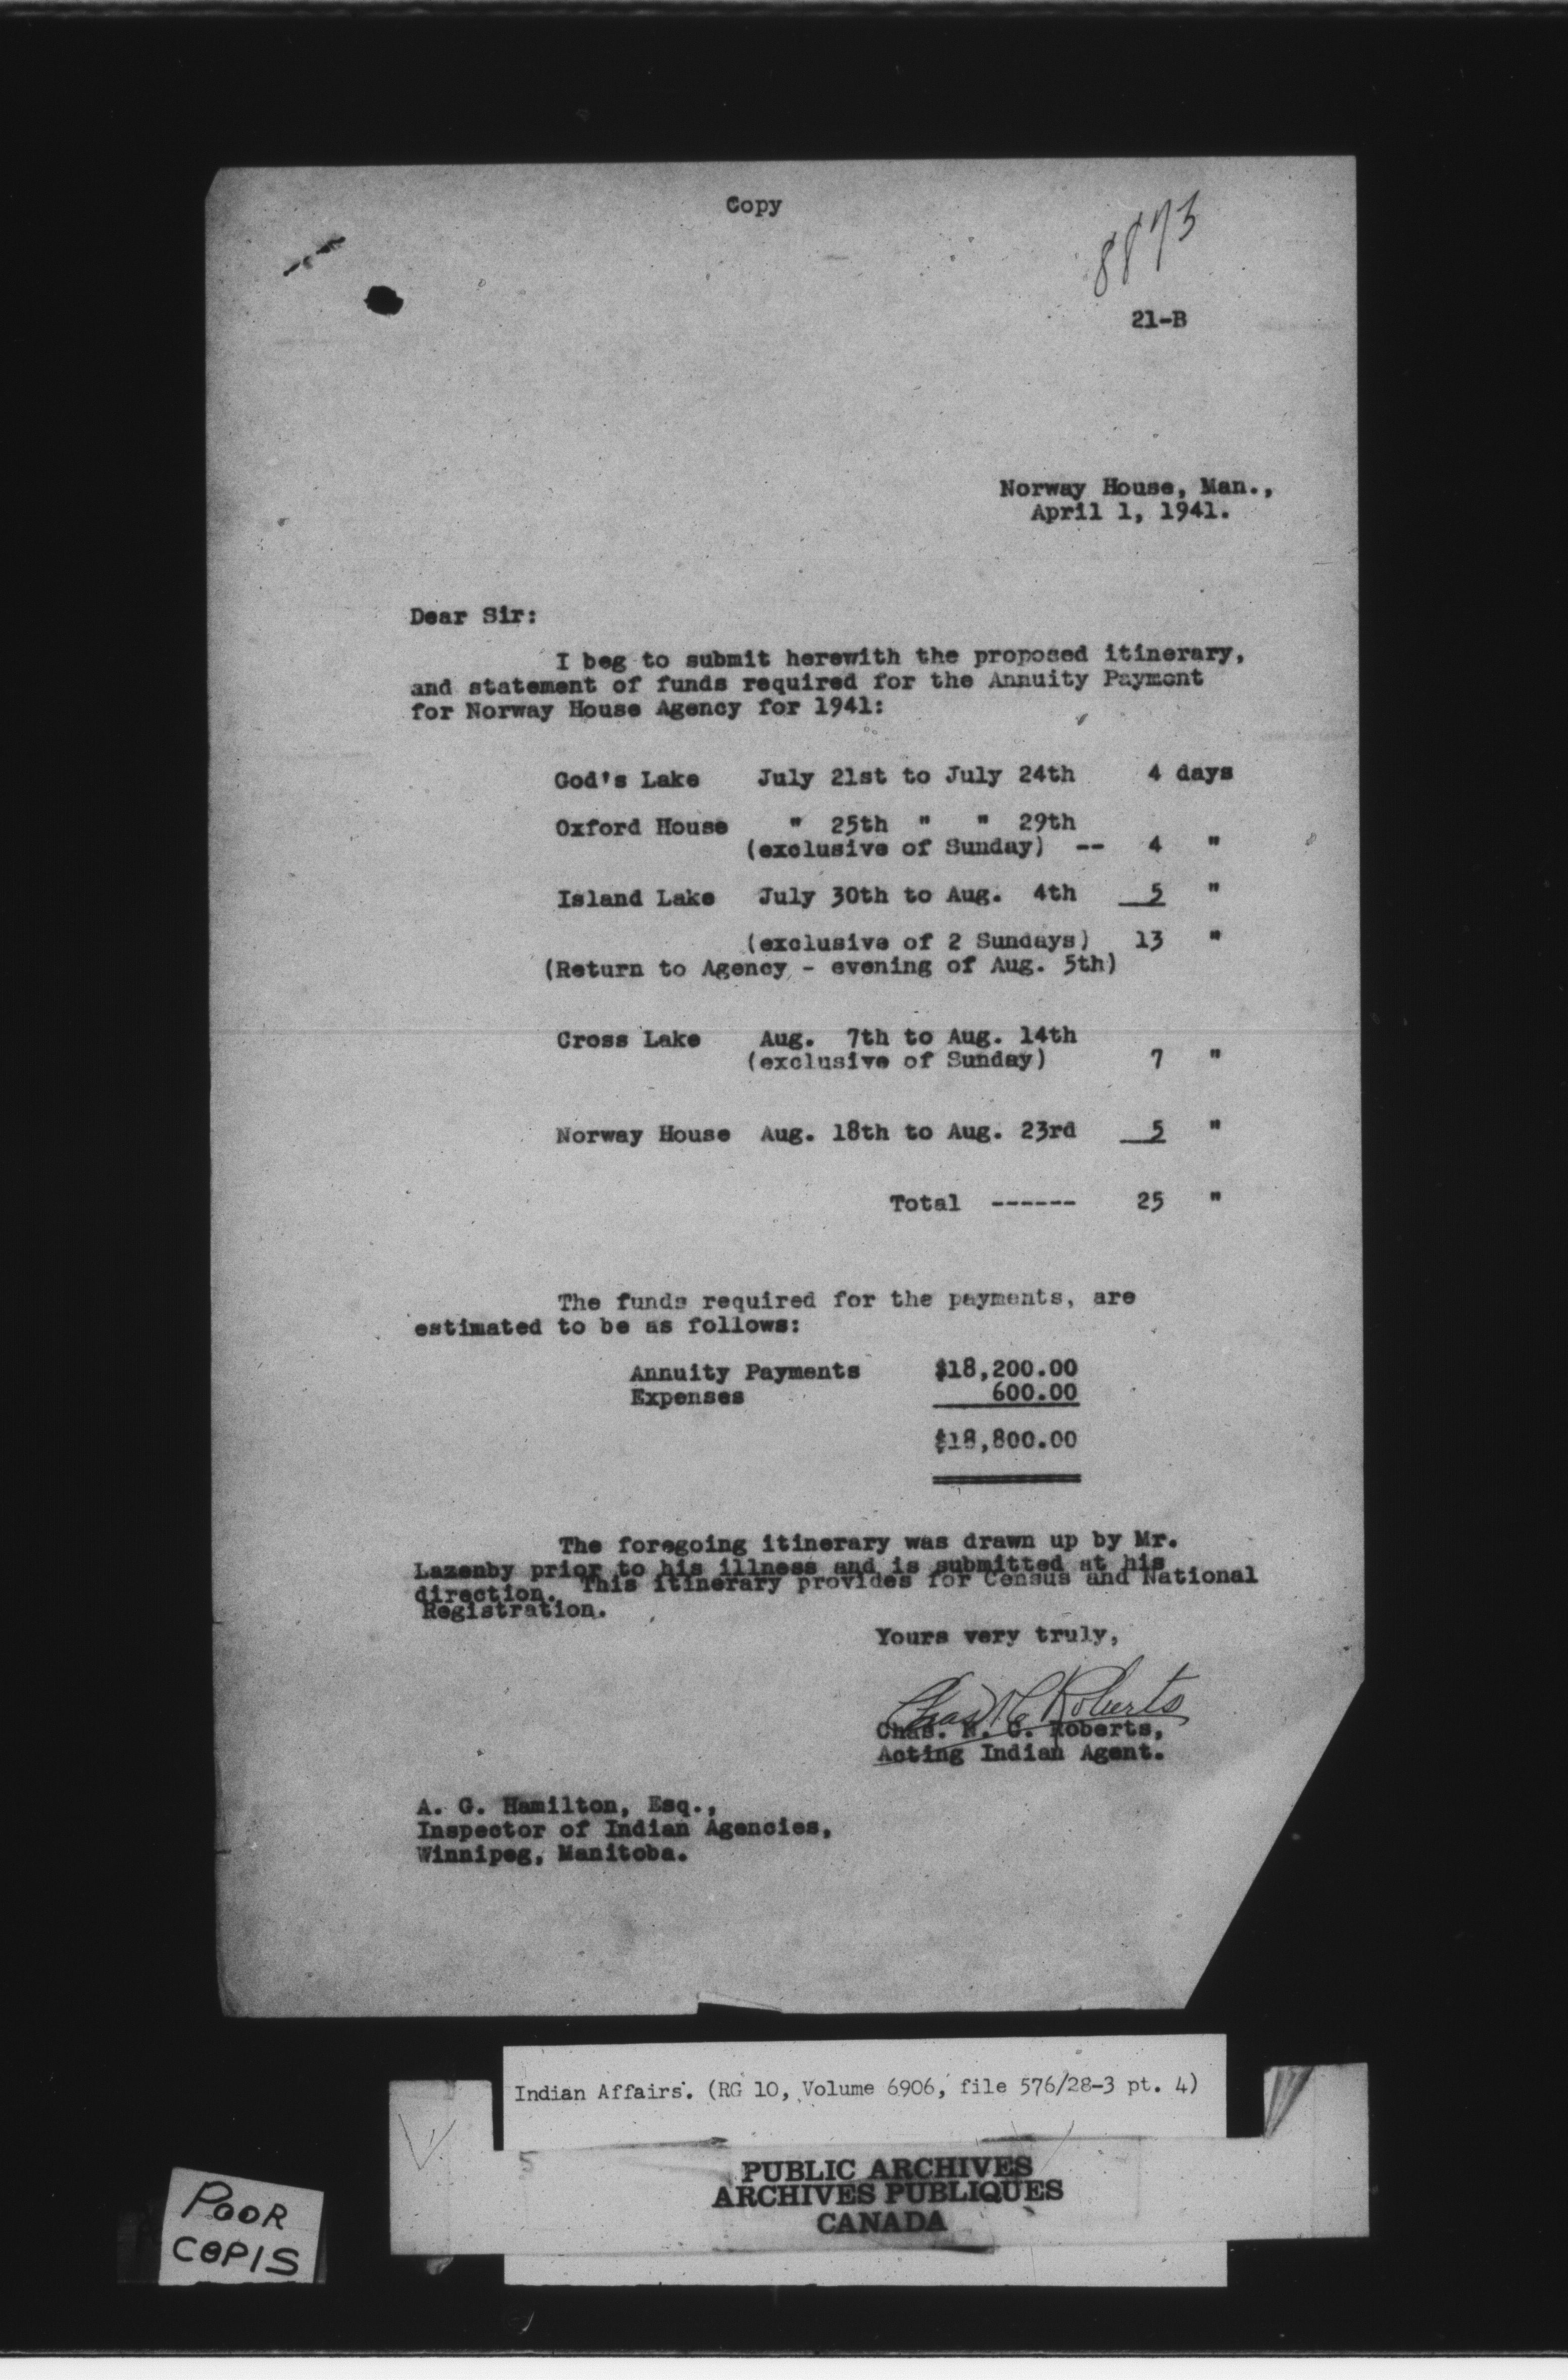 Copy
8873
21-B
Norway House, Man.,
April 1, 1941.
Dear Sir:
I beg to submit herewith the proposed itinerary,
and statement of funds required for the Annuity Payment
for Norway House Agency for 1941:
God's Lake July 21st to July 24th 4 days
Oxford House " 25th " " 29th
(exclusive of Sunday) -- 4 "
Island Lake July 30th to Aug. 4th 5 "
(exclusive of 2 Sundays) 13 "
(Return to Agency - evening of Aug. 5th)
Cross Lake Aug. 7th to Aug. 14th
(exclusive of Sunday) 7 "
Norway House Aug. 18th to Aug. 23rd 5 "
Total ------ 25 "
The funds required for the payments, are
estimated to be as follows:
Annuity Payments $18,200.00
Expenses 600.00
$18,800.00
The foregoing itinerary was drawn up by Mr.
Lazenby prior to his illness and is submitted at his
direction. This itinerary provides for Census and National
Registration.
Yours very truly,
Chas Roberts
Chas. C. Roberts,
Acting Indian Agent.
A. G. Hamilton, Esq.,
Inspector of Indian Agencies,
Winnipeg, Manitoba.
Indian Affairs. (RG 10, Volume 6906, file 576/28-3 pt. 4)
5
PUBLIC ARCHIVES
ARCHIVES PUBLIQUES
CANADA
POOR
COPIS